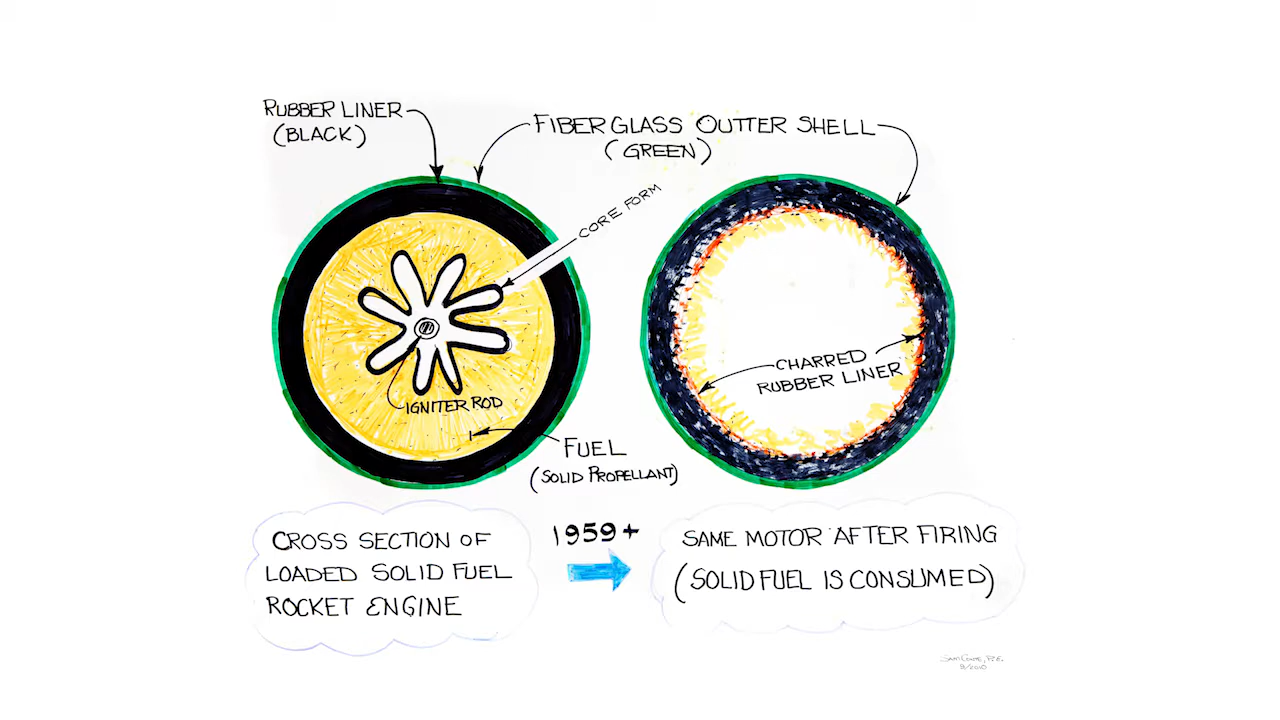 RUBBER LINER
(BLACK)
FIBERGLASS OUTTER SHELL
(GREEN)
CORE FORM
IGNITER ROD
FUEL
(SOLID PROPELLANT)
CHARRED
RUBBER LINER
CROSS SECTION OF
LOADED SOLID FUEL
ROCKET ENGINE
1959+
SAME MOTOR AFTER FIRING
(SOLID FUEL IS CONSUMED)
P.E.